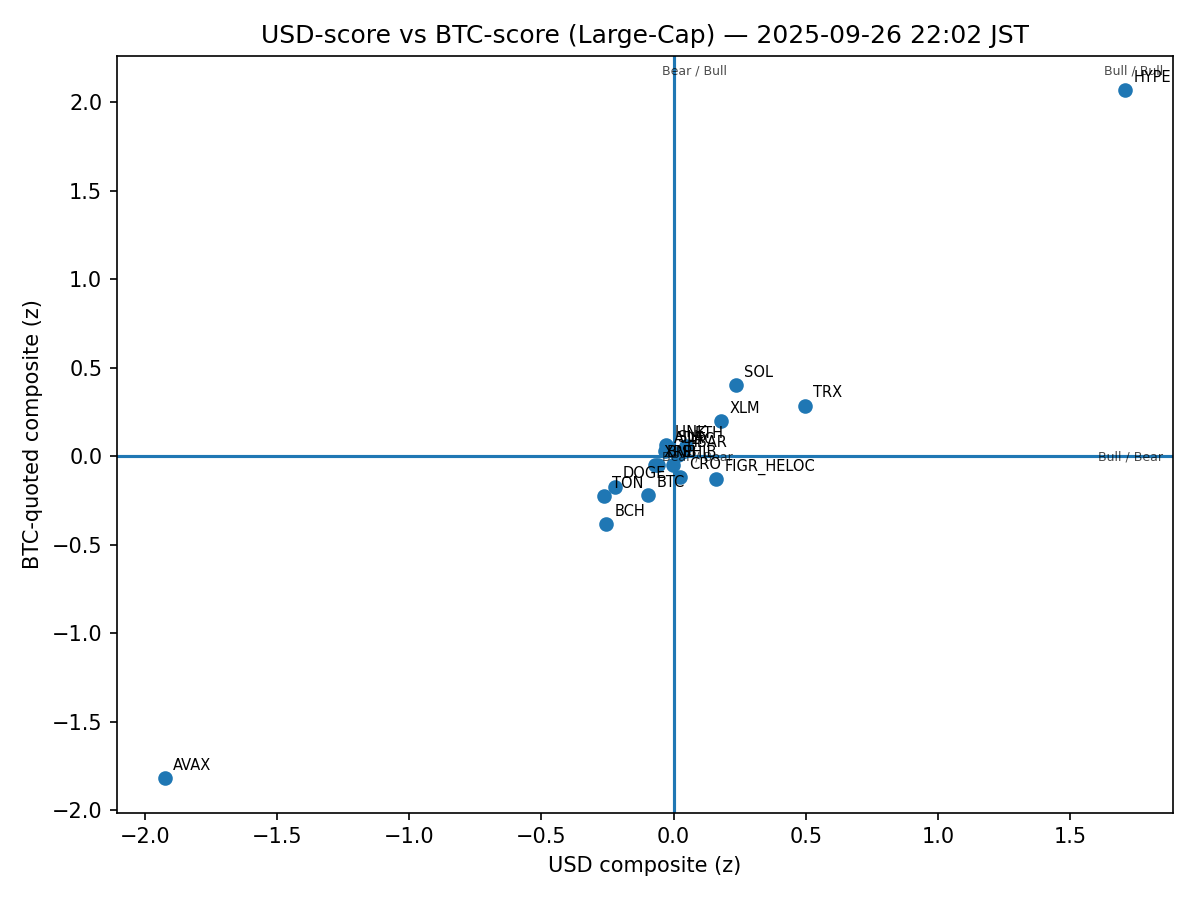 USD-score vs BTC-score (Large-Cap) — 2025-09-26 22:02 JST
Bear / Bull
Bull / Bull
HYPE
2.0
1.5
1.0
0.5
0.0
−0.5
−1.0
−1.5
−2.0
BTC-quoted composite (z)
SOL
TRX
XLM
LINK
ETH
Bull / Bear
CRO
FIGR_HELOC
DOGE
TON
BTC
BCH
AVAX
−2.0
−1.5
−1.0
−0.5
0.0
0.5
1.0
1.5
USD composite (z)